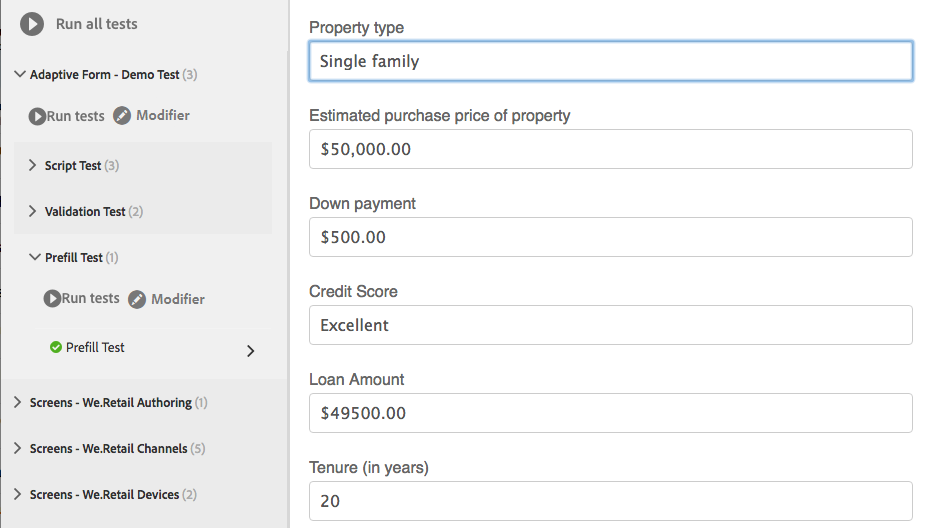 Run all tests
Adaptive Form - Demo Test (3)
Run tests Modifier
Script Test (3)
Validation Test (2)
Prefill Test (1)
Run tests Modifier
Prefill Test
Screens - We.Retail Authoring (1)
Screens - We.Retail Channels (5)
Screens - We.Retail Devices (2)
Property type
Single family
Estimated purchase price of property
$50,000.00
Down payment
$500.00
Credit Score
Excellent
Loan Amount
$49500.00
Tenure (in years)
20